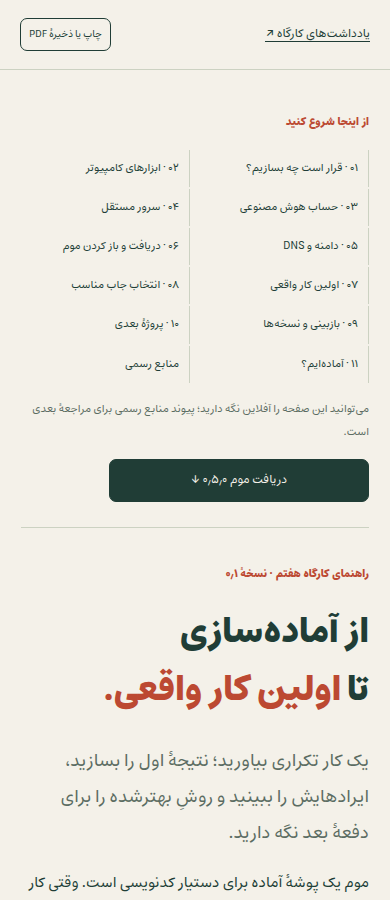 یادداشت‌های کارگاه ↗
چاپ یا ذخیرهٔ PDF
از اینجا شروع کنید
۰۱ · قرار است چه بسازیم؟
۰۲ · ابزارهای کامپیوتر
۰۳ · حساب هوش مصنوعی
۰۴ · سرور مستقل
۰۵ · دامنه و DNS
۰۶ · دریافت و باز کردن موم
۰۷ · اولین کار واقعی
۰۸ · انتخاب جاب مناسب
۰۹ · بازبینی و نسخه‌ها
۱۰ · پروژهٔ بعدی
۱۱ · آماده‌ایم؟
منابع رسمی
می‌توانید این صفحه را آفلاین نگه دارید؛ پیوند منابع رسمی برای مراجعهٔ بعدی
است.
دریافت موم ۰٫۵٫۰ ↓
راهنمای کارگاه هفتم · نسخهٔ ۰٫۱
از آماده‌سازی
تا اولین کار واقعی.
یک کار تکراری بیاورید؛ نتیجهٔ اول را بسازید،
ایرادهایش را ببینید و روشِ بهترشده را برای
دفعهٔ بعد نگه دارید.
موم یک پوشهٔ آماده برای دستیار کدنویسی است. وقتی کار